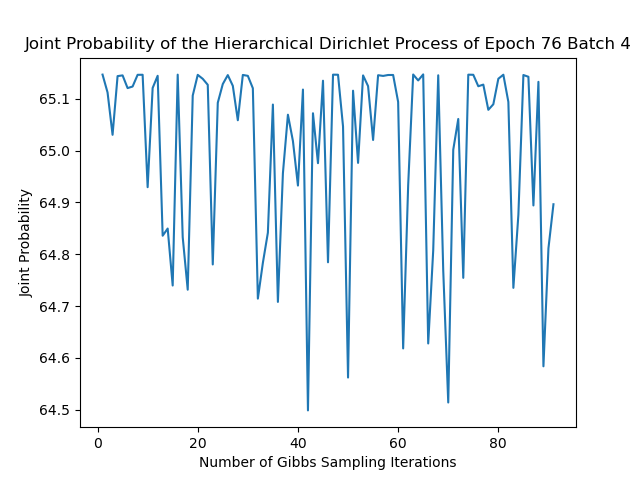 Joint Probability of the Hierarchical Dirichlet Process of Epoch 76 Batch 4
65.1
65.0
64.9
64.8
64.7
64.6
64.5
Joint Probability
0 20 40 60 80
Number of Gibbs Sampling Iterations